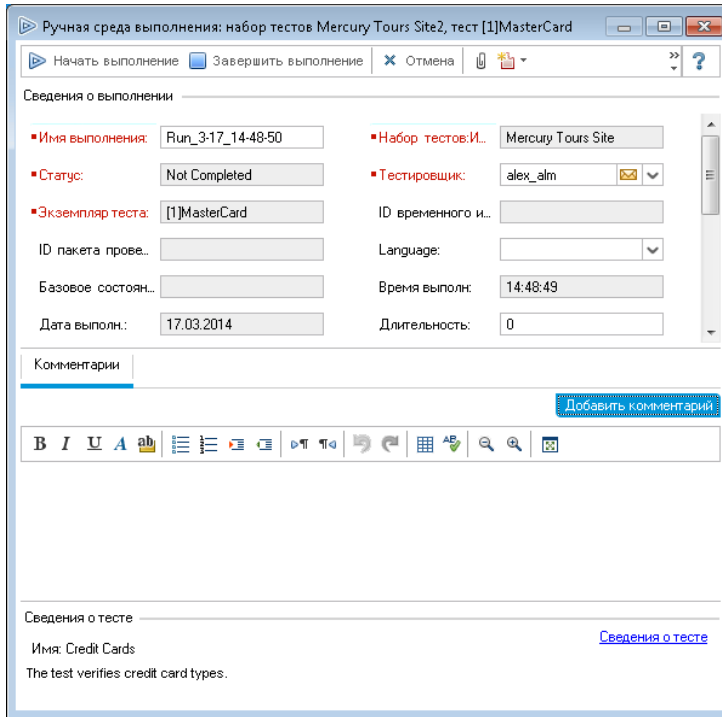 Ручная среда выполнения: набор тестов Mercury Tours Site2, тест [1]MasterCard
Начать выполнение Завершить выполнение Отмена
Сведения о выполнении
Имя выполнения: Run_3-17_14-48-50 Набор тестов:И... Mercury Tours Site
Статус: Not Completed Тестировщик: alex_alm
Экземпляр теста: [1]MasterCard ID временного и...
ID пакета прове... Language:
Базовое состоян... Время выполн: 14:48:49
Дата выполн.: 17.03.2014 Длительность: 0
Комментарии
Добавить комментарий
B I U A ab
Сведения о тесте
Сведения о тесте
Имя: Credit Cards
The test verifies credit card types.